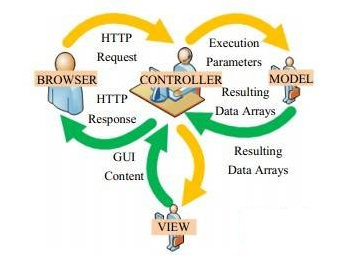 HTTP
Request
Execution
Parameters
BROWSER
CONTROLLER
MODEL
HTTP
Response
Resulting
Data Arrays
GUI
Content
Resulting
Data Arrays
VIEW